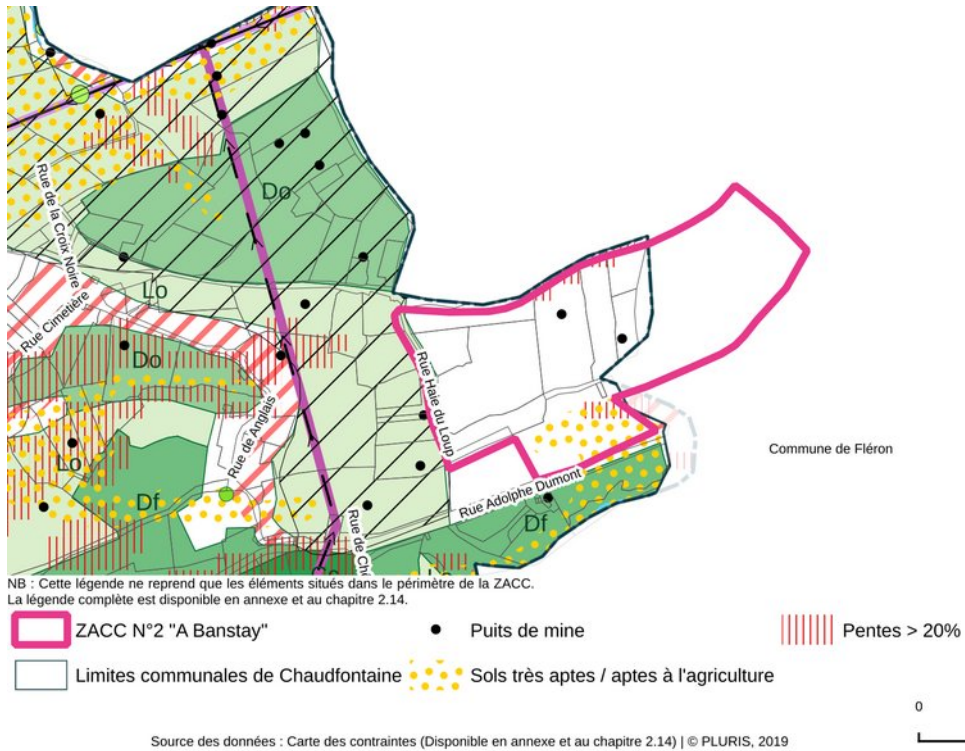 Do
Rue de la Croix Noire
Lo
Rue Cimetière
Do
Rue Haie du Loup
Rue de Anglais
Commune de Fléron
Lo
Rue Adolphe Dumont
Df
Df
Rue de Ch
NB : Cette légende ne reprend que les éléments situés dans le périmètre de la ZACC.
La légende complète est disponible en annexe et au chapitre 2.14.
ZACC N°2 "A Banstay"
Puits de mine
Pentes > 20%
Limites communales de Chaudfontaine
Sols très aptes / aptes à l'agriculture
0
Source des données : Carte des contraintes (Disponible en annexe et au chapitre 2.14) | © PLURIS, 2019